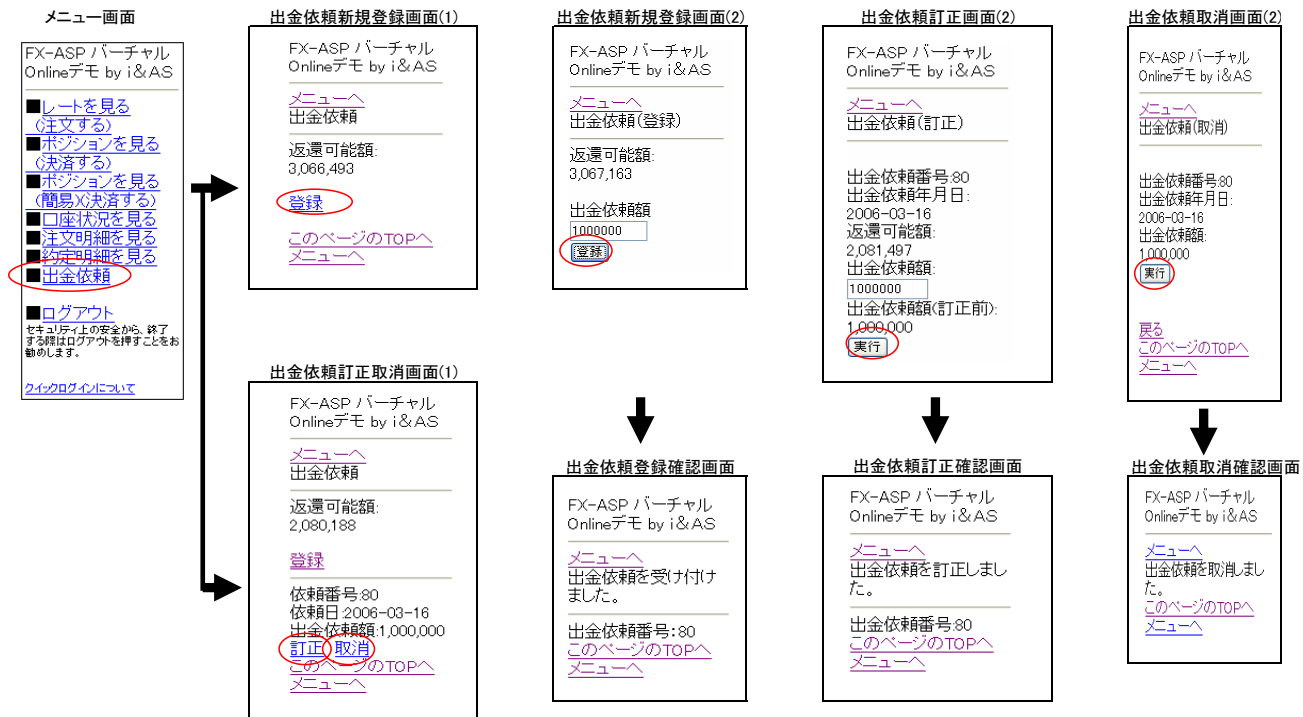 メニュー画面
FX-ASP バーチャル
Onlineデモ by i&AS
■レートを見る
(注文する)
■ポジションを見る
(決済する)
■ポジションを見る
(簡易)(決済する)
■口座状況を見る
■注文明細を見る
■約定明細を見る
■出金依頼
■ログアウト
セキュリティ上の安全から、終了
する際はログアウトを押すことをお
勧めします。
クイックログインについて
出金依頼新規登録画面(1)
FX-ASP バーチャル
Onlineデモ by i&AS
メニューへ
出金依頼
返還可能額:
3,066,493
登録
このページのTOPへ
メニューへ
出金依頼新規登録画面(2)
FX-ASP バーチャル
Onlineデモ by i&AS
メニューへ
出金依頼(登録)
返還可能額:
3,067,163
出金依頼額
1000000
登録
出金依頼訂正画面(2)
FX-ASP バーチャル
Onlineデモ by i&AS
メニューへ
出金依頼(訂正)
出金依頼番号:80
出金依頼年月日:
2006-03-16
返還可能額:
2,081,497
出金依頼額:
1000000
出金依頼額(訂正前):
1,000,000
実行
出金依頼取消画面(2)
FX-ASP バーチャル
Onlineデモ by i&AS
メニューへ
出金依頼(取消)
出金依頼番号:80
出金依頼年月日:
2006-03-16
出金依頼額:
1,000,000
実行
戻る
このページのTOPへ
メニューへ
出金依頼訂正取消画面(1)
FX-ASP バーチャル
Onlineデモ by i&AS
メニューへ
出金依頼
返還可能額:
2,080,188
登録
依頼番号:80
依頼日:2006-03-16
出金依頼額:1,000,000
訂正 取消
このページのTOPへ
メニューへ
出金依頼登録確認画面
FX-ASP バーチャル
Onlineデモ by i&AS
メニューへ
出金依頼を受け付け
ました。
出金依頼番号:80
このページのTOPへ
メニューへ
出金依頼訂正確認画面
FX-ASP バーチャル
Onlineデモ by i&AS
メニューへ
出金依頼を訂正しまし
た。
出金依頼番号:80
このページのTOPへ
メニューへ
出金依頼取消確認画面
FX-ASP バーチャル
Onlineデモ by i&AS
メニューへ
出金依頼を取消しまし
た。
このページのTOPへ
メニューへ